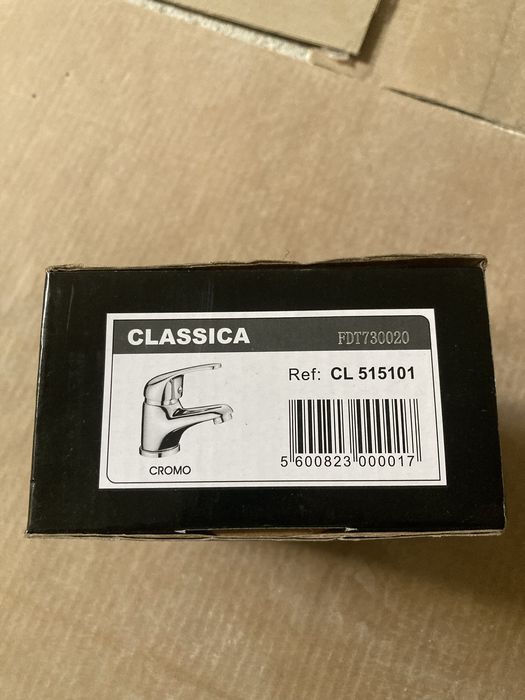 CLASSICA
FDT730020
Ref: CL 515101
CROMO
5 600823 000017